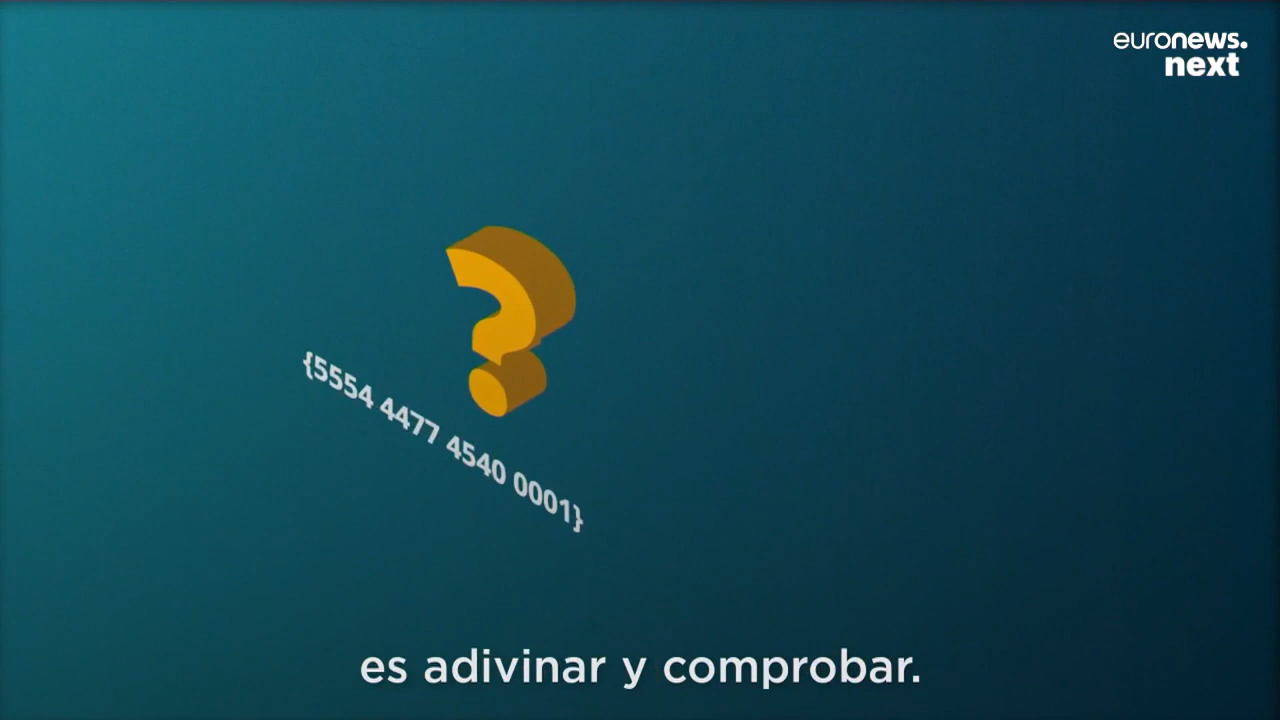 euronews.
next
{5554 4477 4540 0001}
es adivinar y comprobar.